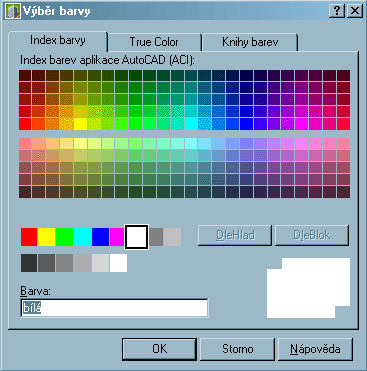 Výběr barvy
Index barvy
True Color
Knihy barev
Index barev aplikace AutoCAD (ACI):
DleHlad
DleBlok
Barva:
bílá
OK
Storno
Nápověda